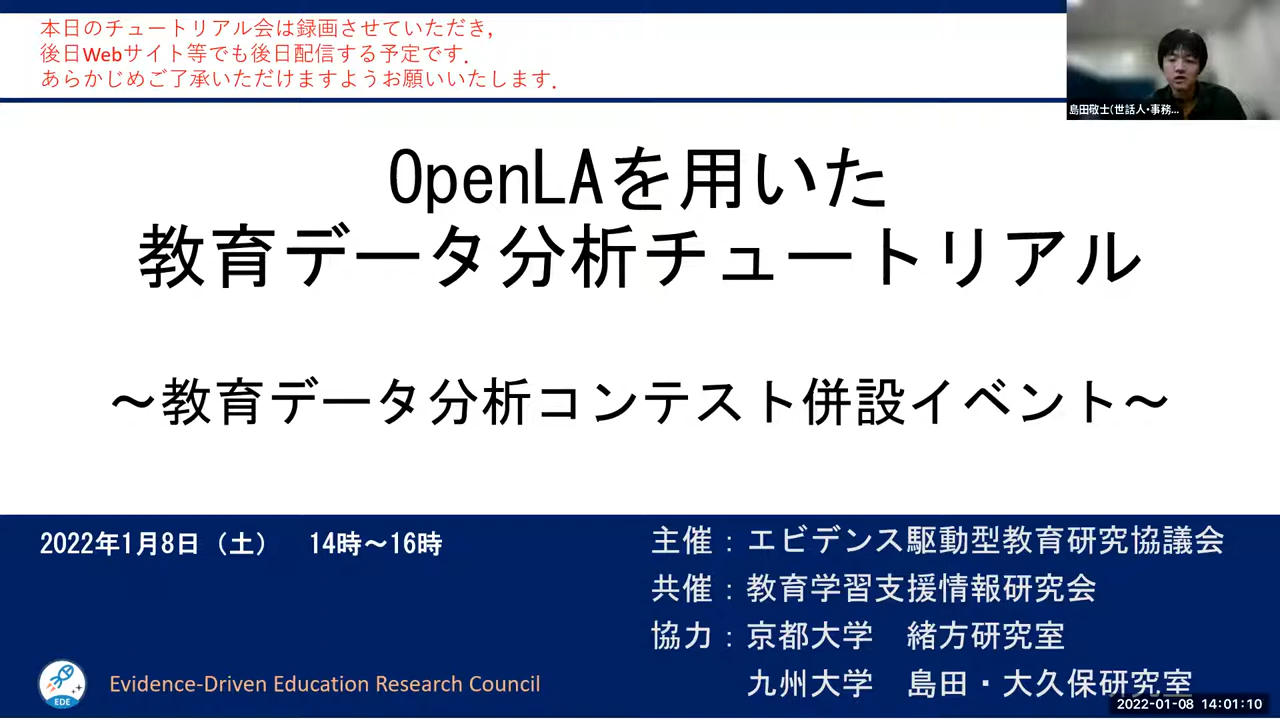 本日のチュートリアル会は録画させていただき，
後日Webサイト等でも後日配信する予定です．
あらかじめご了承いただけますようお願いいたします．
島田敬士(世話人・事務...
OpenLAを用いた
教育データ分析チュートリアル
～教育データ分析コンテスト併設イベント～
2022年1月8日（土）　14時～16時
主催：エビデンス駆動型教育研究協議会
共催：教育学習支援情報研究会
協力：京都大学　緒方研究室
九州大学　島田・大久保研究室
EDE
Evidence-Driven Education Research Council
2022-01-08 14:01:10